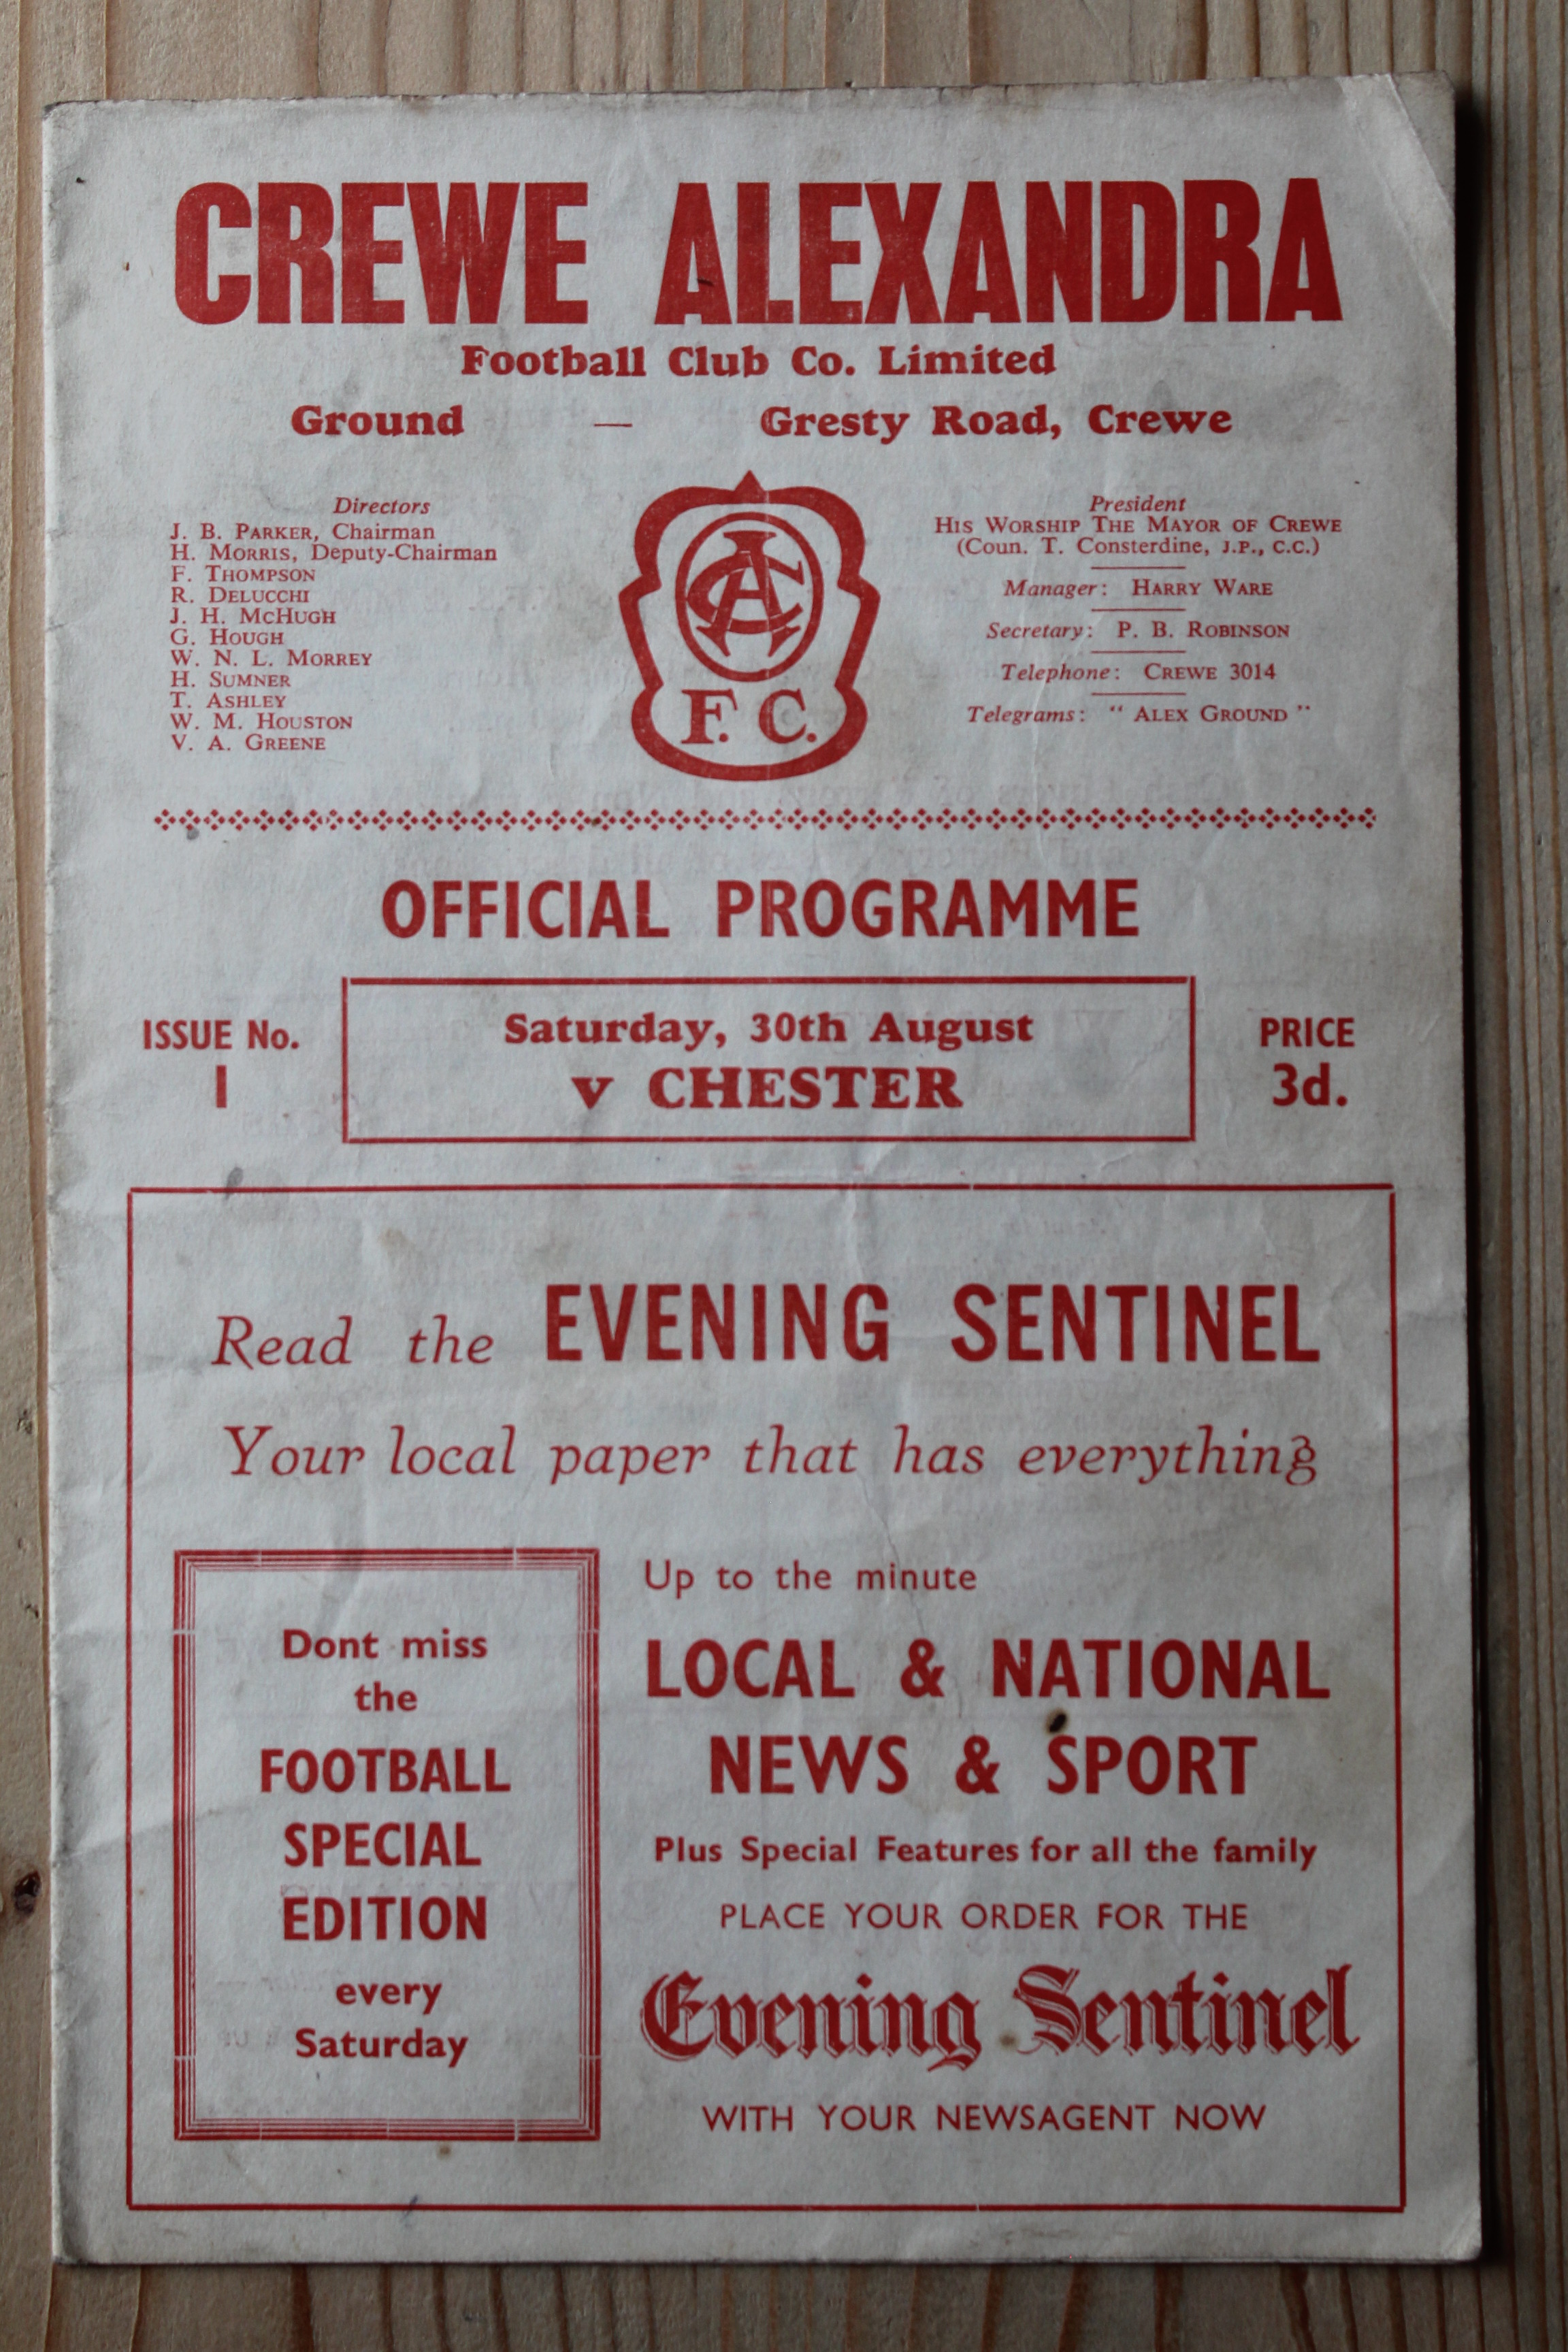 CREWE ALEXANDRA
Football Club Co. Limited
Ground — Gresty Road, Crewe
Directors
J. B. PARKER, Chairman
H. MORRIS, Deputy-Chairman
F. THOMPSON
R. DELUCCHI
J. H. MCHUGH
G. HOUGH
W. N. L. MORREY
H. SUMNER
T. ASHLEY
W. M. HOUSTON
V. A. GREENE
CAFC
F. C.
President
HIS WORSHIP THE MAYOR OF CREWE
(Coun. T. Consterdine, J.P., C.C.)
Manager: HARRY WARE
Secretary: P. B. ROBINSON
Telephone: CREWE 3014
Telegrams: " ALEX GROUND "
OFFICIAL PROGRAMME
ISSUE No.
1
Saturday, 30th August
v CHESTER
PRICE
3d.
Read the EVENING SENTINEL
Your local paper that has everything
Dont miss
the
FOOTBALL
SPECIAL
EDITION
every
Saturday
Up to the minute
LOCAL & NATIONAL
NEWS & SPORT
Plus Special Features for all the family
PLACE YOUR ORDER FOR THE
Evening Sentinel
WITH YOUR NEWSAGENT NOW